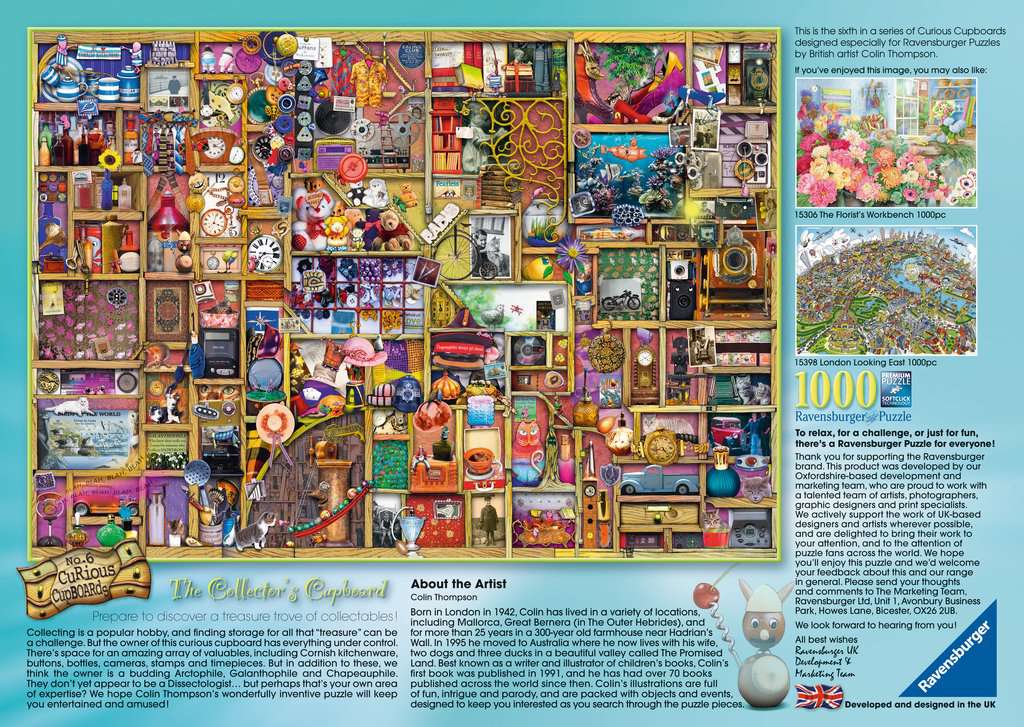 This is the sixth in a series of Curious Cupboards
designed especially for Ravensburger Puzzles
by British artist Colin Thompson.
If you've enjoyed this image, you may also like:
15306 The Florist's Workbench 1000pc
15398 London Looking East 1000pc
1000
PREMIUM
PUZZLE
SOFTCLICK
TECHNOLOGY
Ravensburger Puzzle
To relax, for a challenge, or just for fun,
there's a Ravensburger Puzzle for everyone!
Thank you for supporting the Ravensburger
brand. This product was developed by our
Oxfordshire-based development and
marketing team, who are proud to work with
a talented team of artists, photographers,
graphic designers and print specialists.
We actively support the work of UK-based
designers and artists wherever possible,
and are delighted to bring their work to
your attention, and to the attention of
puzzle fans across the world. We hope
you'll enjoy this puzzle and we'd welcome
your feedback about this and our range
in general. Please send your thoughts
and comments to The Marketing Team,
Ravensburger Ltd, Unit 1, Avonbury Business
Park, Howes Lane, Bicester, OX26 2UB.
We look forward to hearing from you!
All best wishes
Ravensburger UK
Development &
Marketing Team
Ravensburger
Developed and designed in the UK
No.6
CURIOUS
CUPBOARDS
The Collector's Cupboard
Prepare to discover a treasure trove of collectables!
Collecting is a popular hobby, and finding storage for all that "treasure" can be
a challenge. But the owner of this curious cupboard has everything under control.
There's space for an amazing array of valuables, including Cornish kitchenware,
buttons, bottles, cameras, stamps and timepieces. But in addition to these, we
think the owner is a budding Arctophile, Galanthophile and Chapeauphile.
They don't yet appear to be a Dissectologist... but perhaps that's your own area
of expertise? We hope Colin Thompson's wonderfully inventive puzzle will keep
you entertained and amused!
About the Artist
Colin Thompson
Born in London in 1942, Colin has lived in a variety of locations,
including Mallorca, Great Bernera (in The Outer Hebrides), and
for more than 25 years in a 300-year old farmhouse near Hadrian's
Wall. In 1995 he moved to Australia where he now lives with his wife,
two dogs and three ducks in a beautiful valley called The Promised
Land. Best known as a writer and illustrator of children's books, Colin's
first book was published in 1991, and he has had over 70 books
published across the world since then. Colin's illustrations are full
of fun, intrigue and parody, and are packed with objects and events,
designed to keep you interested as you search through the puzzle pieces.
BLAH, BLAH, BLAH